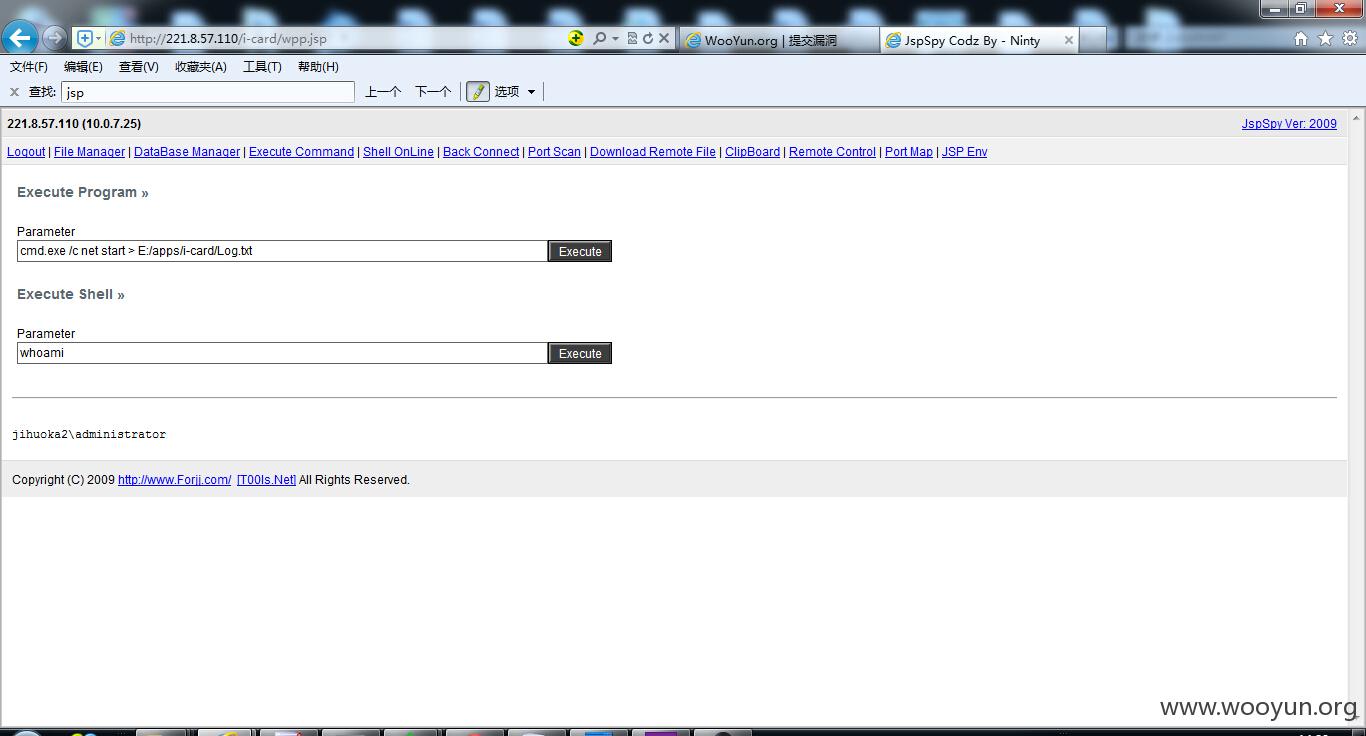 http://221.8.57.110/i-card/wpp.jsp
WooYun.org | 提交漏洞
JspSpy Codz By - Ninty
文件(F) 编辑(E) 查看(V) 收藏夹(A) 工具(T) 帮助(H)
查找: jsp 上一个 下一个 选项
221.8.57.110 (10.0.7.25) JspSpy Ver: 2009
Logout | File Manager | DataBase Manager | Execute Command | Shell OnLine | Back Connect | Port Scan | Download Remote File | ClipBoard | Remote Control | Port Map | JSP Env
Execute Program »
Parameter
cmd.exe /c net start > E:/apps/i-card/Log.txt Execute
Execute Shell »
Parameter
whoami Execute
jihuoka2\administrator
Copyright (C) 2009 http://www.Forjj.com/ [T00ls.Net] All Rights Reserved.
www.wooyun.org